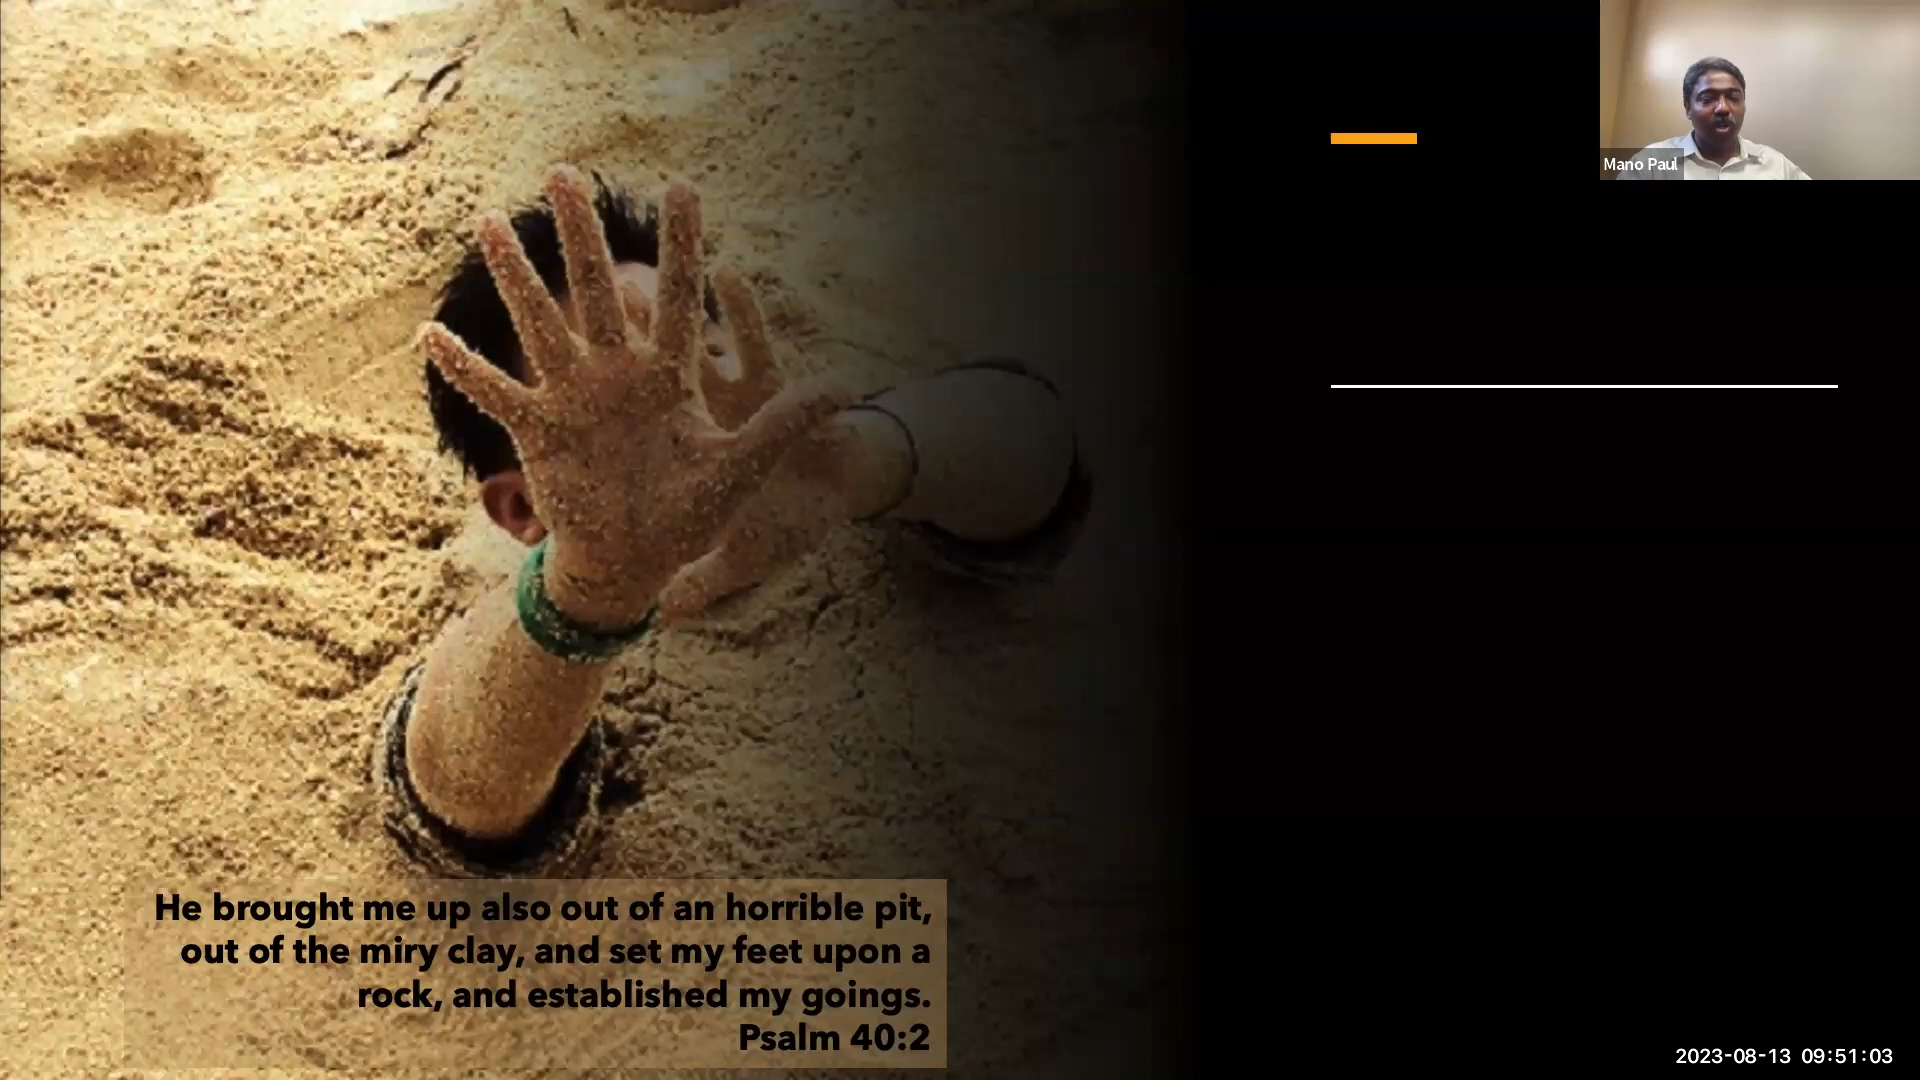 Mano Paul
He brought me up also out of an horrible pit,
out of the miry clay, and set my feet upon a
rock, and established my goings.
Psalm 40:2
2023-08-13 09:51:03